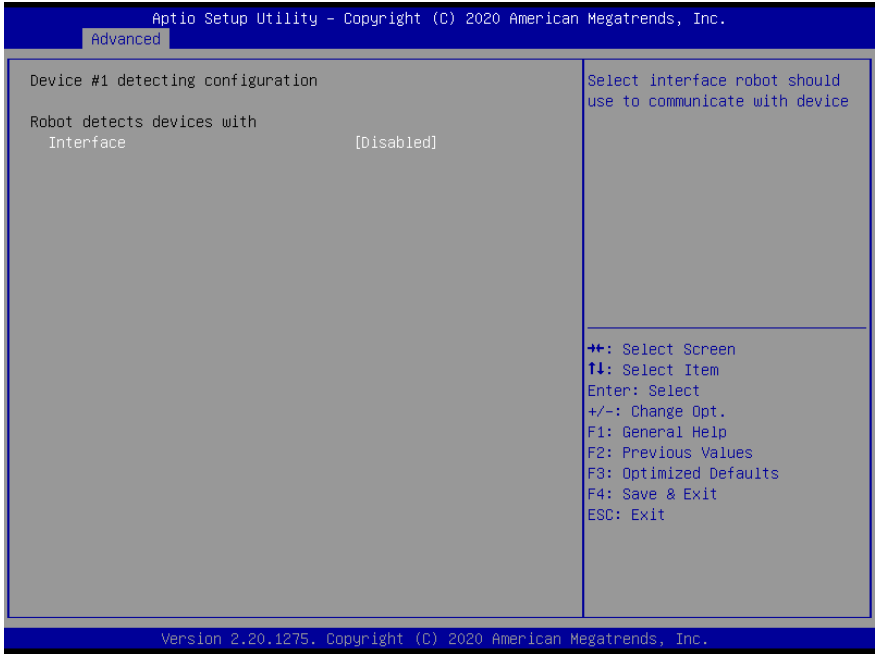 Aptio Setup Utility – Copyright (C) 2020 American Megatrends, Inc.
Advanced
Device #1 detecting configuration
Robot detects devices with
Interface [Disabled]
Select interface robot should
use to communicate with device
→←: Select Screen
↑↓: Select Item
Enter: Select
+/-: Change Opt.
F1: General Help
F2: Previous Values
F3: Optimized Defaults
F4: Save & Exit
ESC: Exit
Version 2.20.1275. Copyright (C) 2020 American Megatrends, Inc.